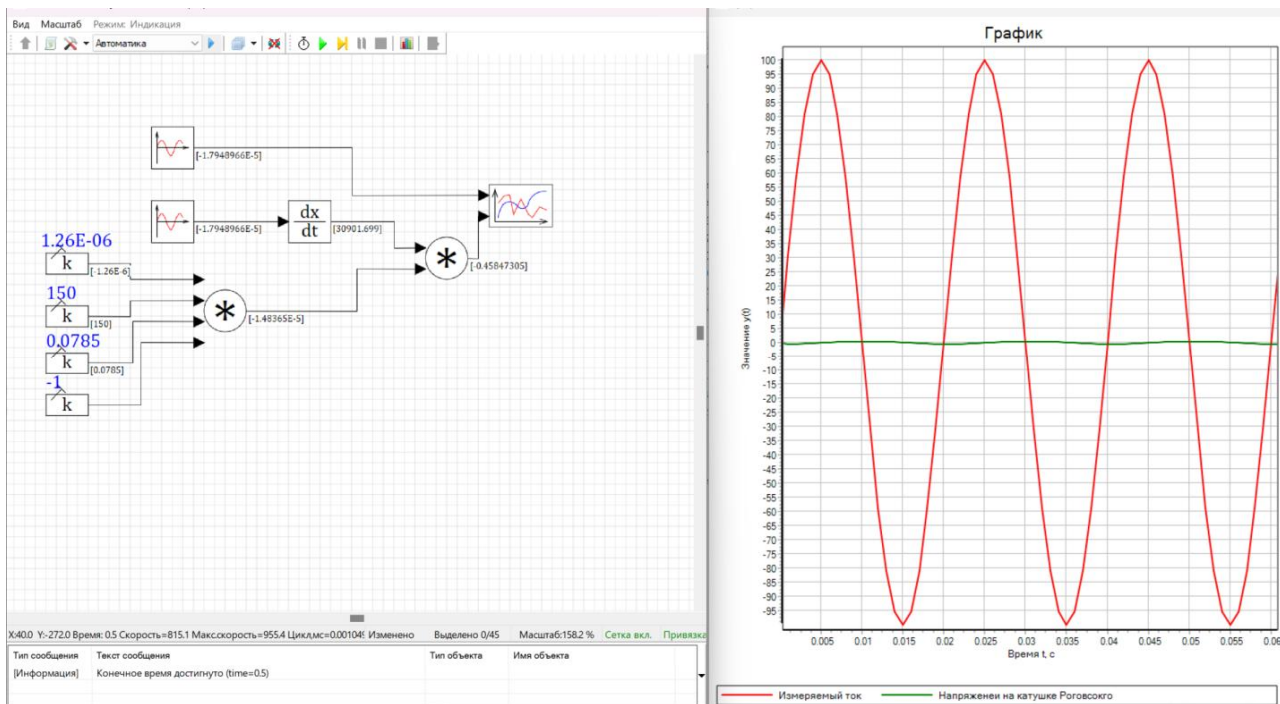 Вид Масштаб Режим: Индикация
Автоматика
[-1.7948966E-5]
dx
dt
[-1.7948966E-5]
[30901.699]
1.26E-06
k
[-1.26E-6]
*
[-0.45847305]
150
k
[150]
*
[-1.48365E-5]
0.0785
k
[0.0785]
-1
k
X:40.0 Y:-272.0 Время: 0.5 Скорость=815.1 Макс.скорость=955.4 Цикл,мс=0.00104 Изменено Выделено 0/45 Масштаб:158.2 % Сетка вкл. Привязка
Тип сообщения Текст сообщения Тип объекта Имя объекта
[Информация] Конечное время достигнуто (time=0.5)
График
Значение y(t)
100
95
90
85
80
75
70
65
60
55
50
45
40
35
30
25
20
15
10
5
0
-5
-10
-15
-20
-25
-30
-35
-40
-45
-50
-55
-60
-65
-70
-75
-80
-85
-90
-95
0.005 0.01 0.015 0.02 0.025 0.03 0.035 0.04 0.045 0.05 0.055 0.06
Время t, с
Измеряемый ток Напряженеи на катушке Роговсокго